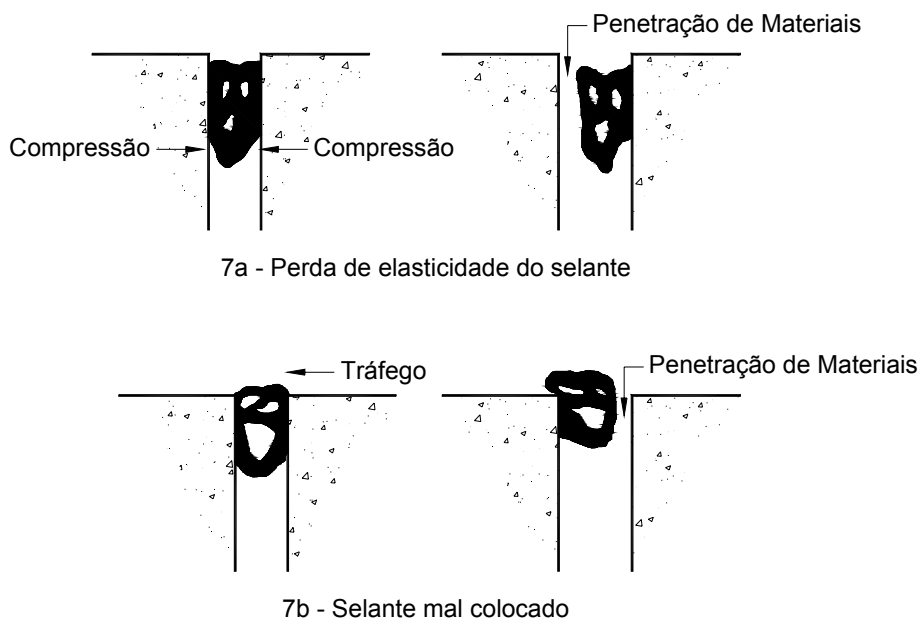 Penetração de Materiais
Compressão
Compressão
7a - Perda de elasticidade do selante
Tráfego
Penetração de Materiais
7b - Selante mal colocado